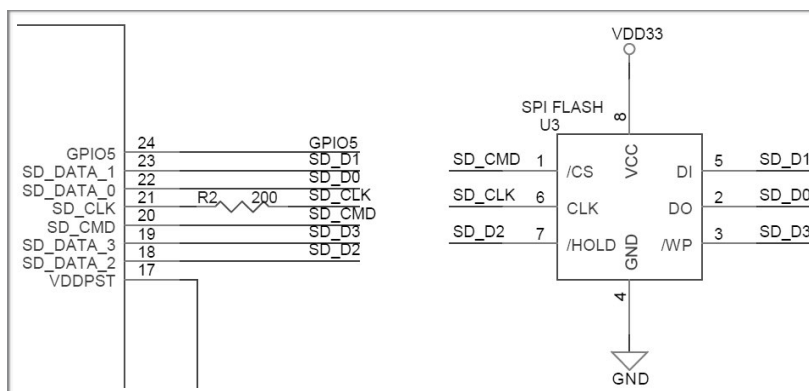 VDD33
SPI FLASH
U3
8
VCC
24
GPIO5
GPIO5
23
SD_D1
SD_DATA_1
22
SD_D0
SD_DATA_0
21
R2 200
SD_CLK
SD_CLK
20
SD_CMD
SD_CMD
19
SD_D3
SD_DATA_3
18
SD_D2
SD_DATA_2
17
VDDPST
SD_CMD 1 /CS DI 5 SD_D1
SD_CLK 6 CLK DO 2 SD_D0
SD_D2 7 /HOLD /WP 3 SD_D3
GND
4
GND